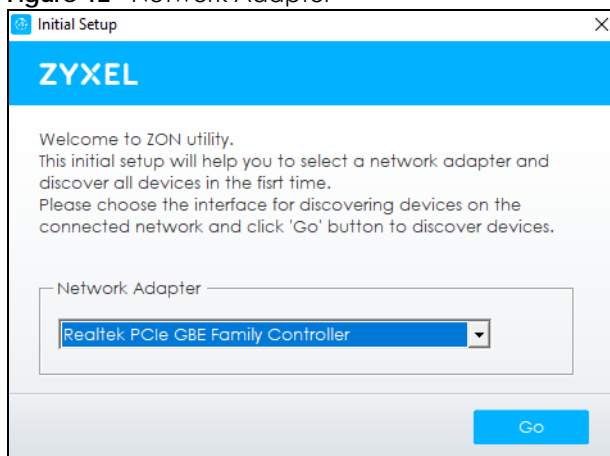 Figure 12 Network Adapter
Initial Setup
ZYXEL
Welcome to ZON utility.
This initial setup will help you to select a network adapter and
discover all devices in the fisrt time.
Please choose the interface for discovering devices on the
connected network and click 'Go' button to discover devices.
Network Adapter
Realtek PCIe GBE Family Controller
Go